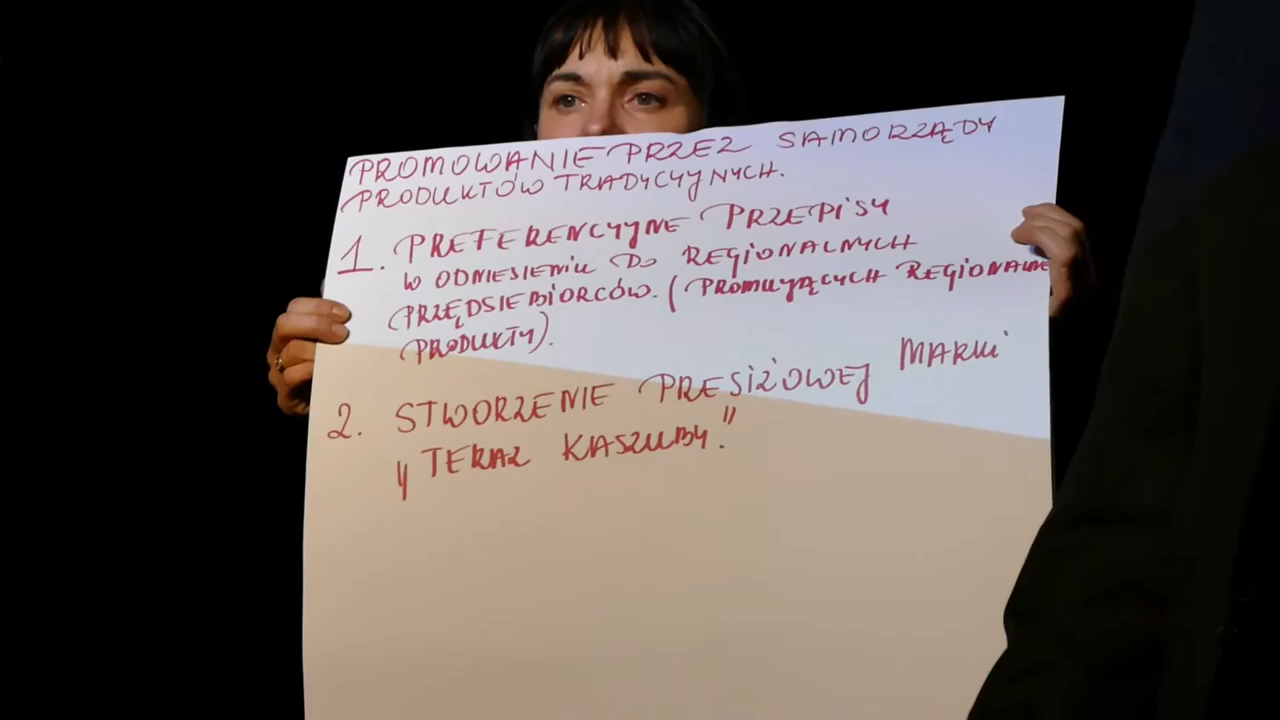 PROMOWANIE PRZEZ SAMORZĄDY
PRODUKTÓW TRADYCYJNYCH.
1. PREFERENCYJNE PRZEPISY
W ODNIESIENIU DO REGIONALNYCH
PRZĘDSIEBIORCÓW. (PROMUJĄCYCH REGIONALNE
PRODUKTY).
2. STWORZENIE PRESIŻOWEJ MARKI
"TERAZ KASZUBY."